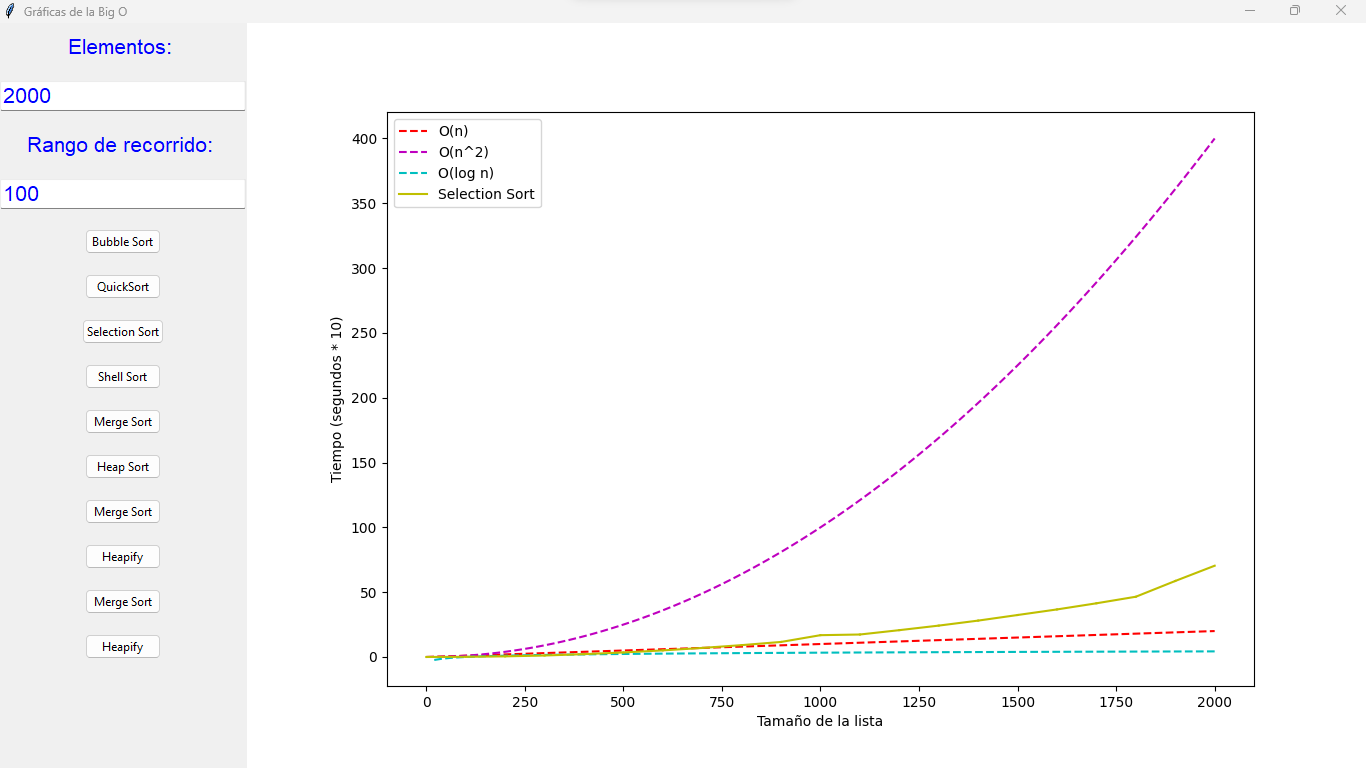 Gráficas de la Big O
Elementos:
2000
Rango de recorrido:
100
Bubble Sort
QuickSort
Selection Sort
Shell Sort
Merge Sort
Heap Sort
Merge Sort
Heapify
Merge Sort
Heapify
O(n)
O(n^2)
O(log n)
Selection Sort
400
350
300
250
200
150
100
50
0
Tiempo (segundos * 10)
0 250 500 750 1000 1250 1500 1750 2000
Tamaño de la lista